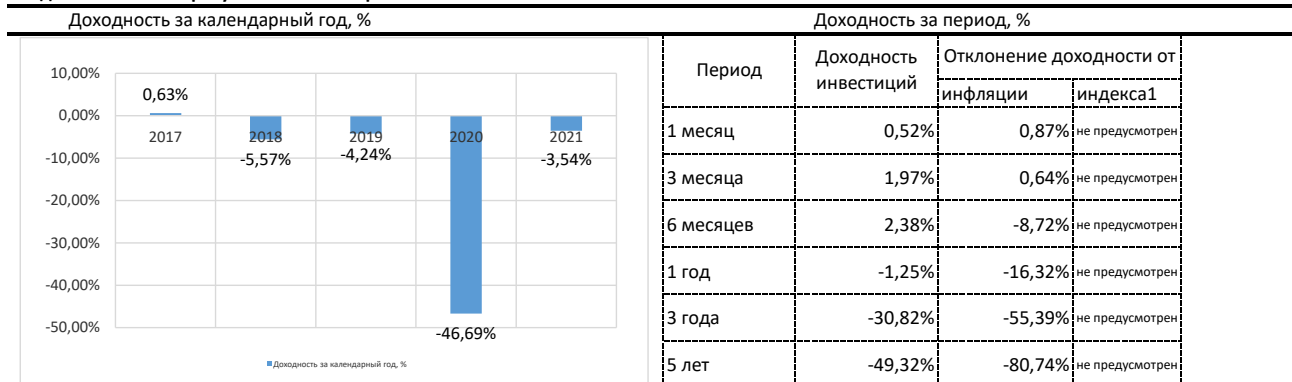 Доходность за календарный год, %
Доходность за период, %
10,00%
0,00%
-10,00%
-20,00%
-30,00%
-40,00%
-50,00%
0,63%
-5,57%
-4,24%
-46,69%
-3,54%
2017
2018
2019
2020
2021
Доходность за календарный год, %
Период
Доходность инвестиций
Отклонение доходности от
инфляции
индекса1
1 месяц 0,52% 0,87% не предусмотрен
3 месяца 1,97% 0,64% не предусмотрен
6 месяцев 2,38% -8,72% не предусмотрен
1 год -1,25% -16,32% не предусмотрен
3 года -30,82% -55,39% не предусмотрен
5 лет -49,32% -80,74% не предусмотрен